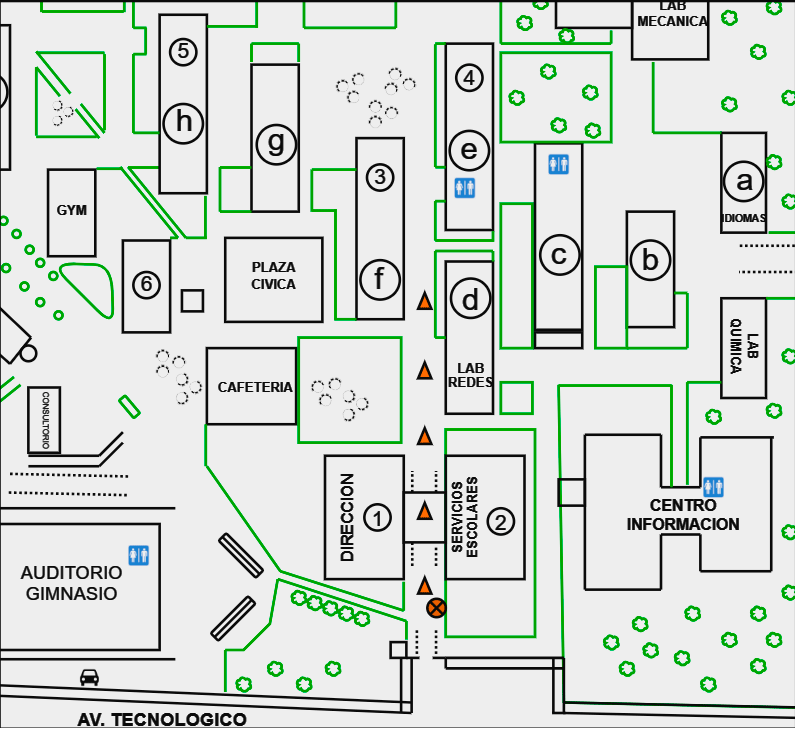 LAB
MECANICA
5
h
g
4
e
3
f
a
IDIOMAS
GYM
6
PLAZA
CIVICA
c
b
d
LAB
REDES
LAB
QUIMICA
CAFETERIA
CONSULTORIO
DIRECCION
1
SERVICIOS
ESCOLARES
2
CENTRO
INFORMACION
AUDITORIO
GIMNASIO
AV. TECNOLOGICO